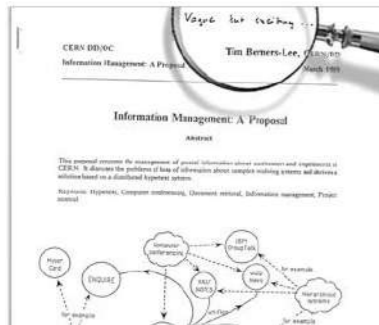 Vague but exciting ...
CERN DD/OC
Tim Berners-Lee, CERN/DD
Information Management: A Proposal
March 1989
Information Management: A Proposal
Abstract
This proposal concerns the management of general information about accelerators and experiments at
CERN. It discusses the problems of loss of information about complex evolving systems and derives a
solution based on a distributed hypertext system.
Keywords: Hypertext, Computer conferencing, Document retrieval, Information management, Project
control
Computer
conferencing
IBM
GroupTalk
Hyper
Card
ENQUIRE
VAX/
NOTES
uucp
News
Hierarchical
systems
for example
for example
for example